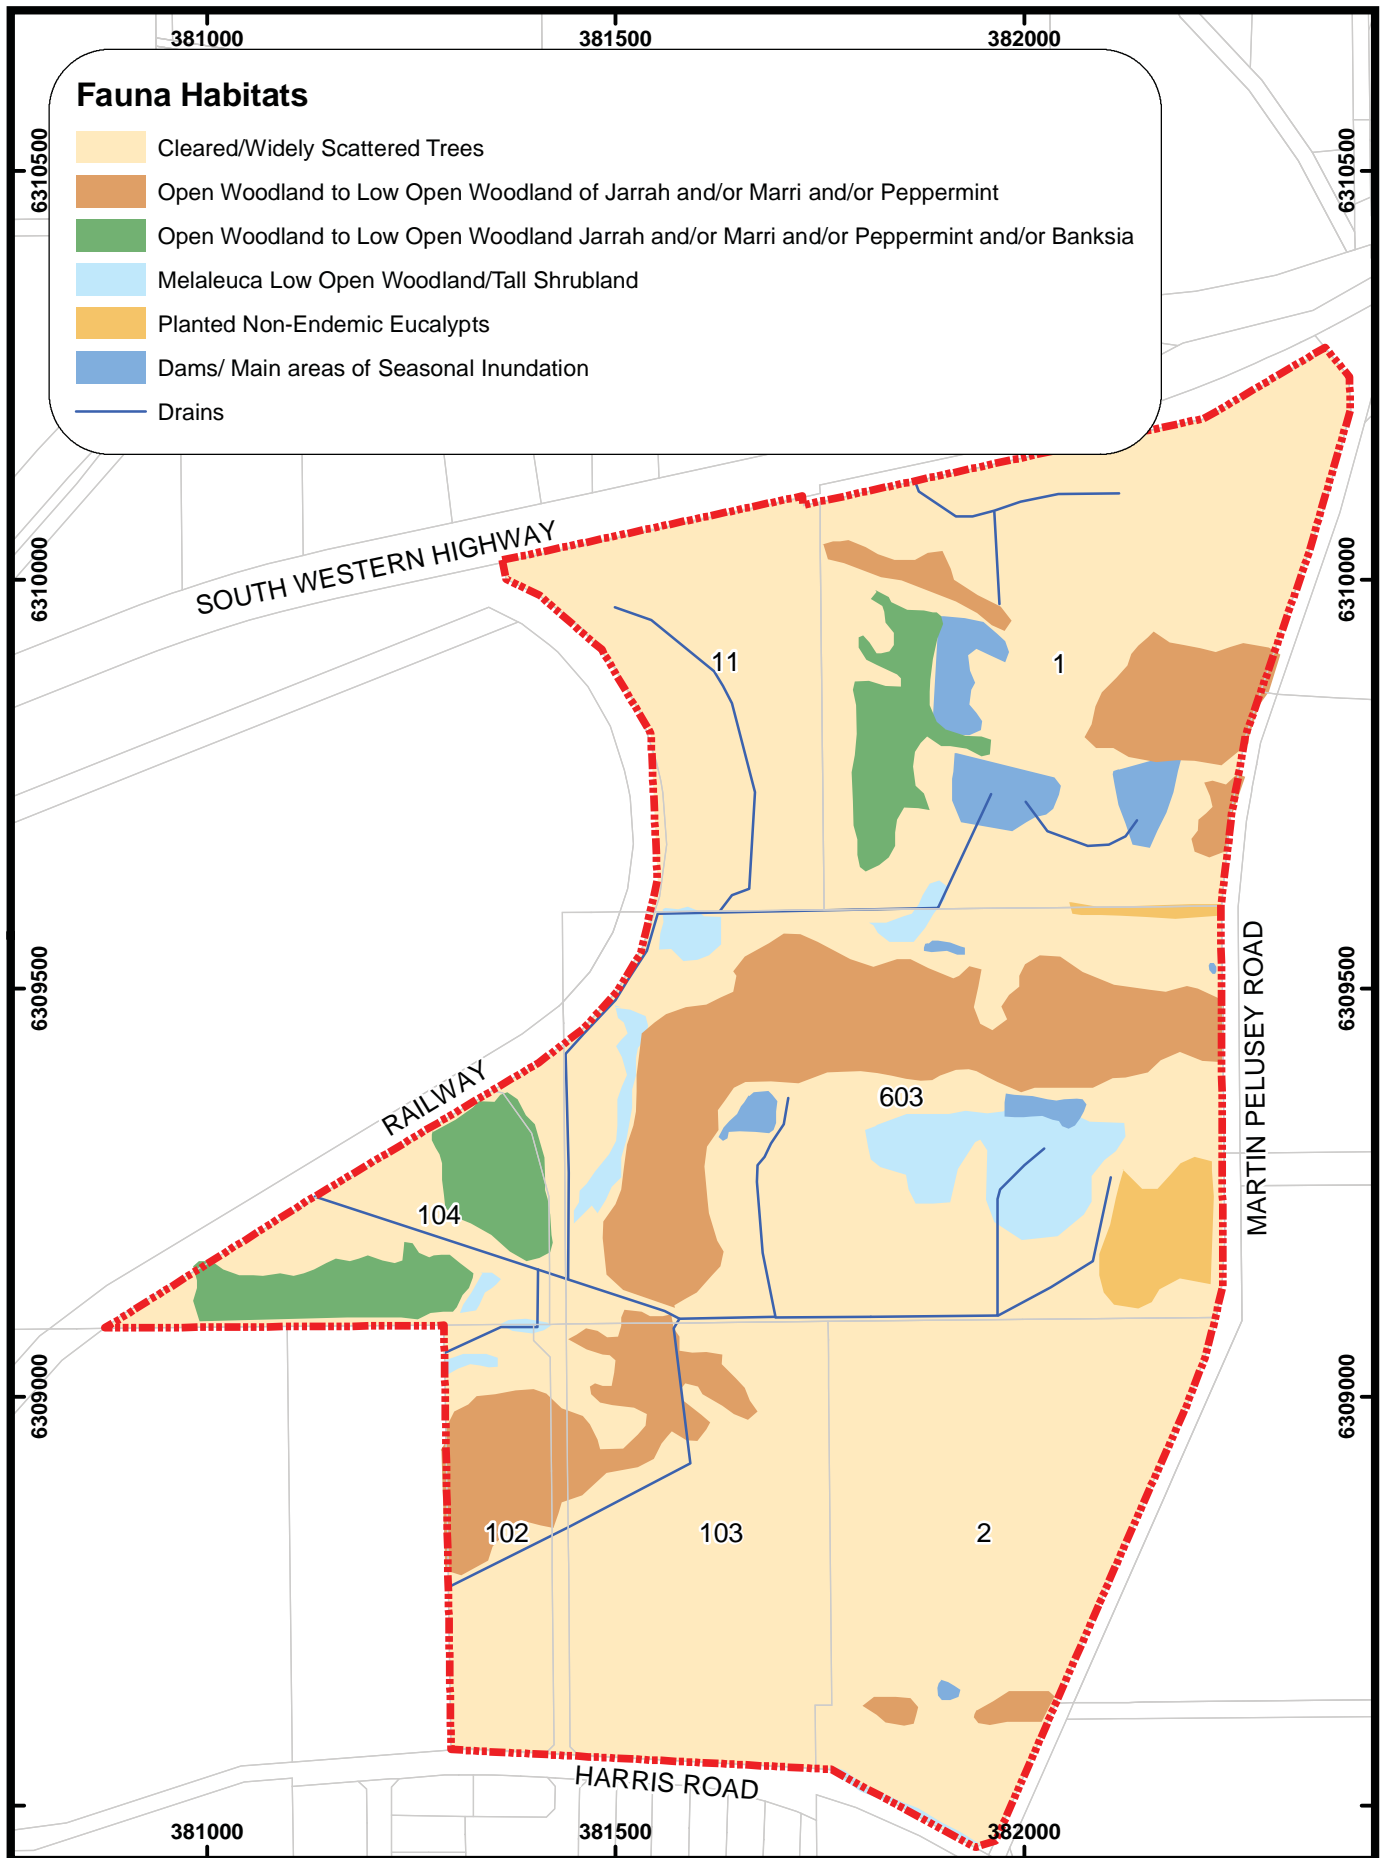 381000
381500
382000
Fauna Habitats
Cleared/Widely Scattered Trees
Open Woodland to Low Open Woodland of Jarrah and/or Marri and/or Peppermint
Open Woodland to Low Open Woodland Jarrah and/or Marri and/or Peppermint and/or Banksia
Melaleuca Low Open Woodland/Tall Shrubland
Planted Non-Endemic Eucalypts
Dams/ Main areas of Seasonal Inundation
Drains
6310500
6310500
SOUTH WESTERN HIGHWAY
6310000
6310000
11
1
6309500
6309500
MARTIN PELUSEY ROAD
RAILWAY
603
104
6309000
6309000
102
103
2
HARRIS ROAD
381000
381500
382000